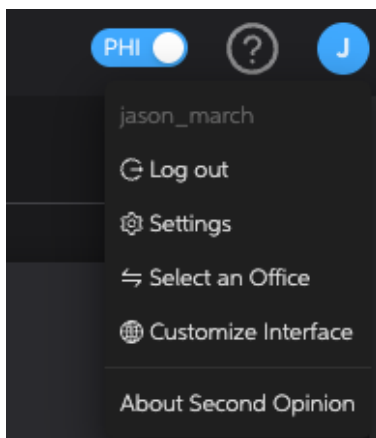 PHI ? J
jason_march
Log out
Settings
Select an Office
Customize Interface
About Second Opinion